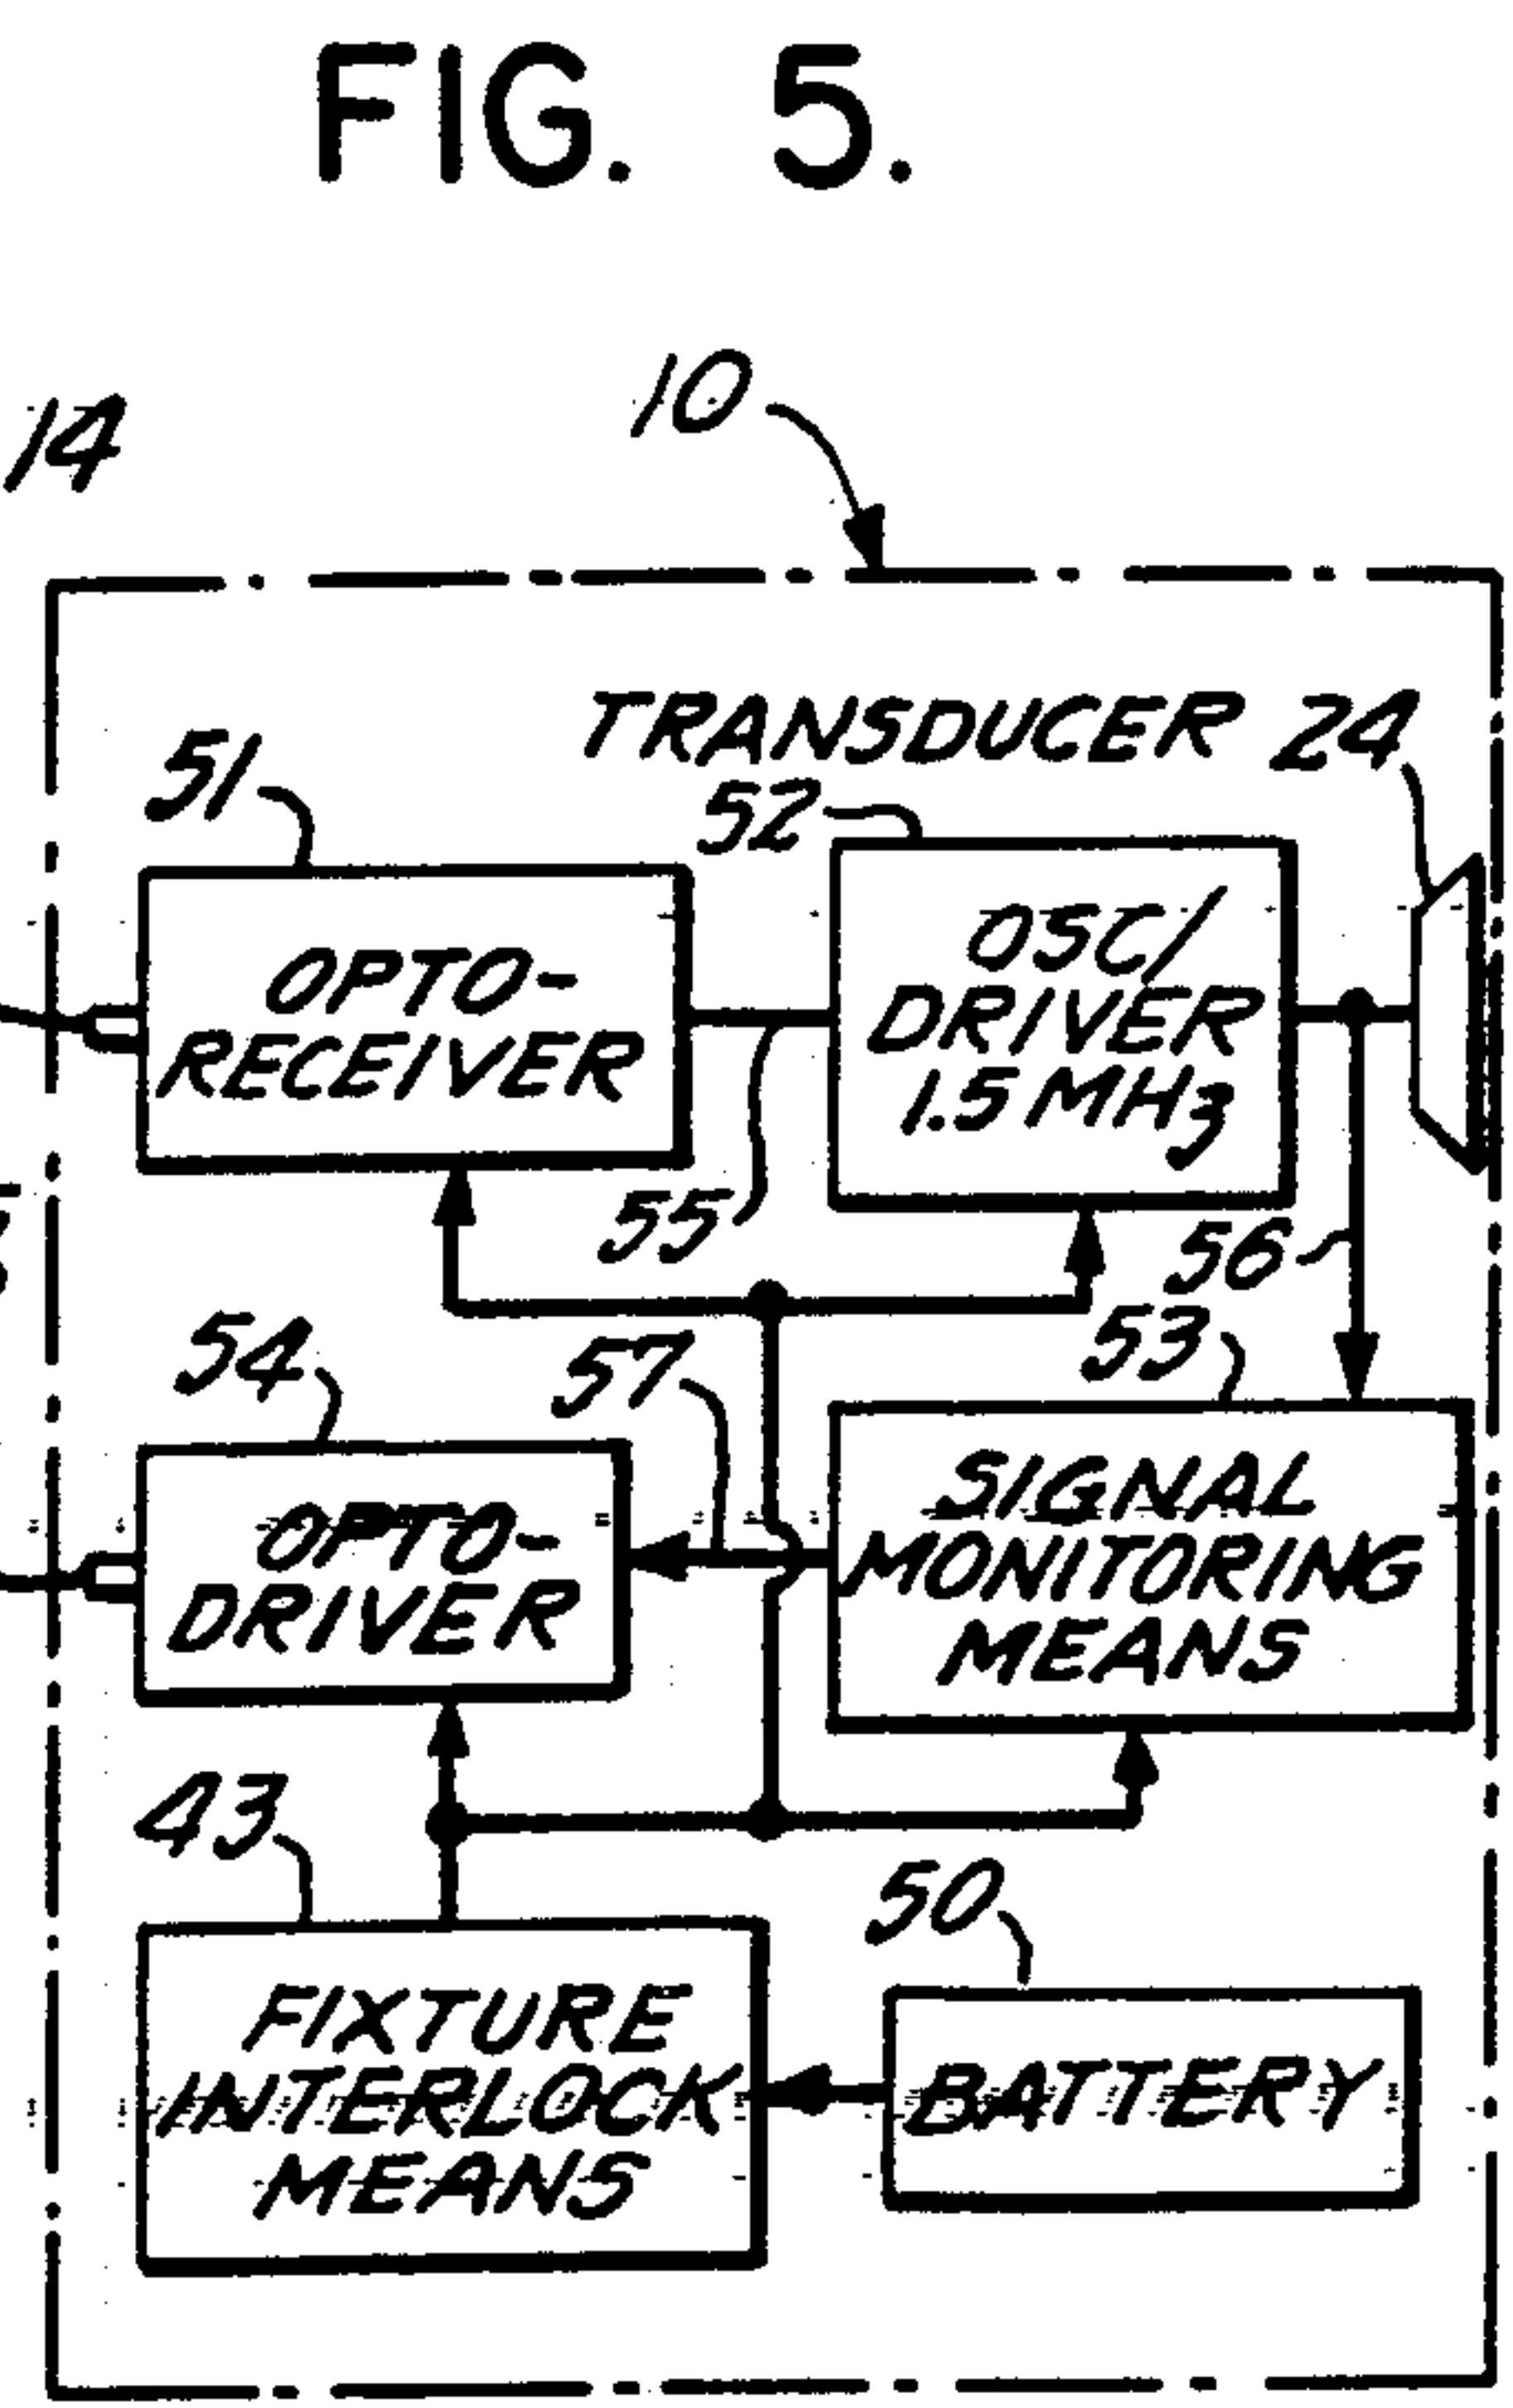 FIG. 5.
10
14
TRANSDUCER 24
51
52
OPTO-
RECEIVER
OSC/
DRIVER
1.5 MHz
55
56
54
57
53
OPTO-
DRIVER
SIGNAL
MONITORING
MEANS
43
50
FIXTURE
INTERLOCK
MEANS
BATTERY